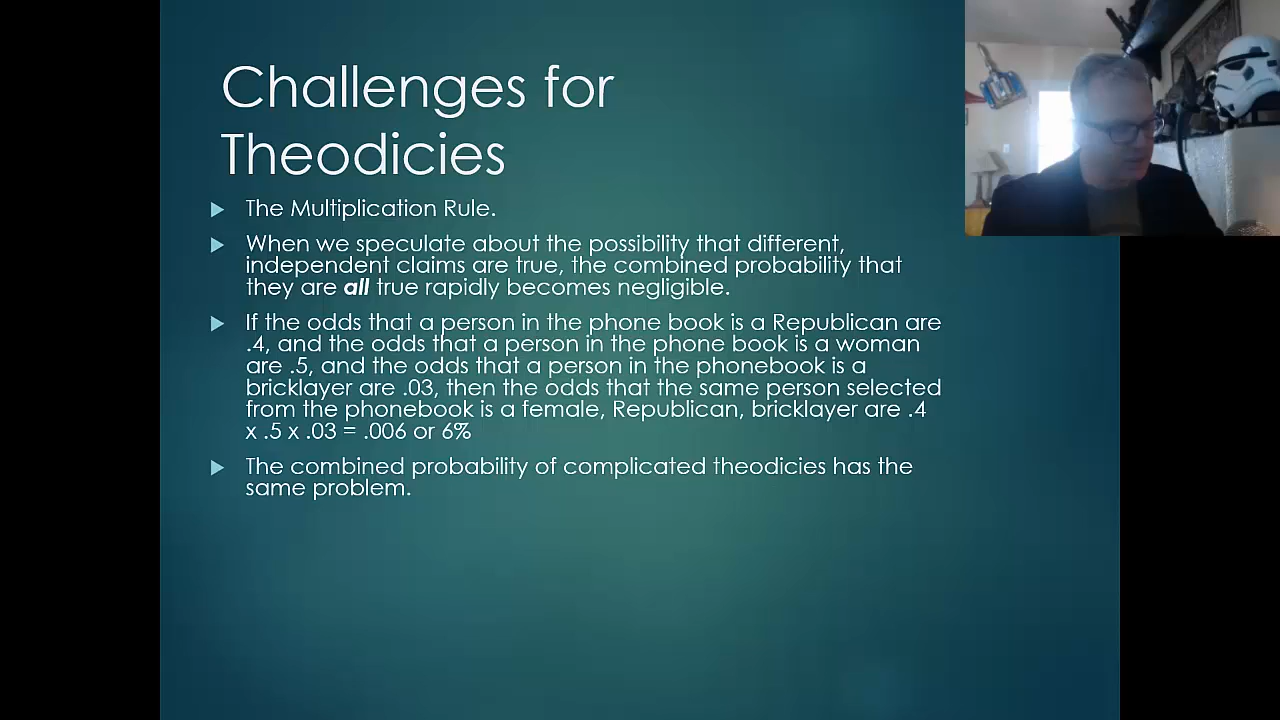 Challenges for
Theodicies
The Multiplication Rule.
When we speculate about the possibility that different,
independent claims are true, the combined probability that
they are all true rapidly becomes negligible.
If the odds that a person in the phone book is a Republican are
.4, and the odds that a person in the phone book is a woman
are .5, and the odds that a person in the phonebook is a
bricklayer are .03, then the odds that the same person selected
from the phonebook is a female, Republican, bricklayer are .4
x .5 x .03 = .006 or 6%
The combined probability of complicated theodicies has the
same problem.